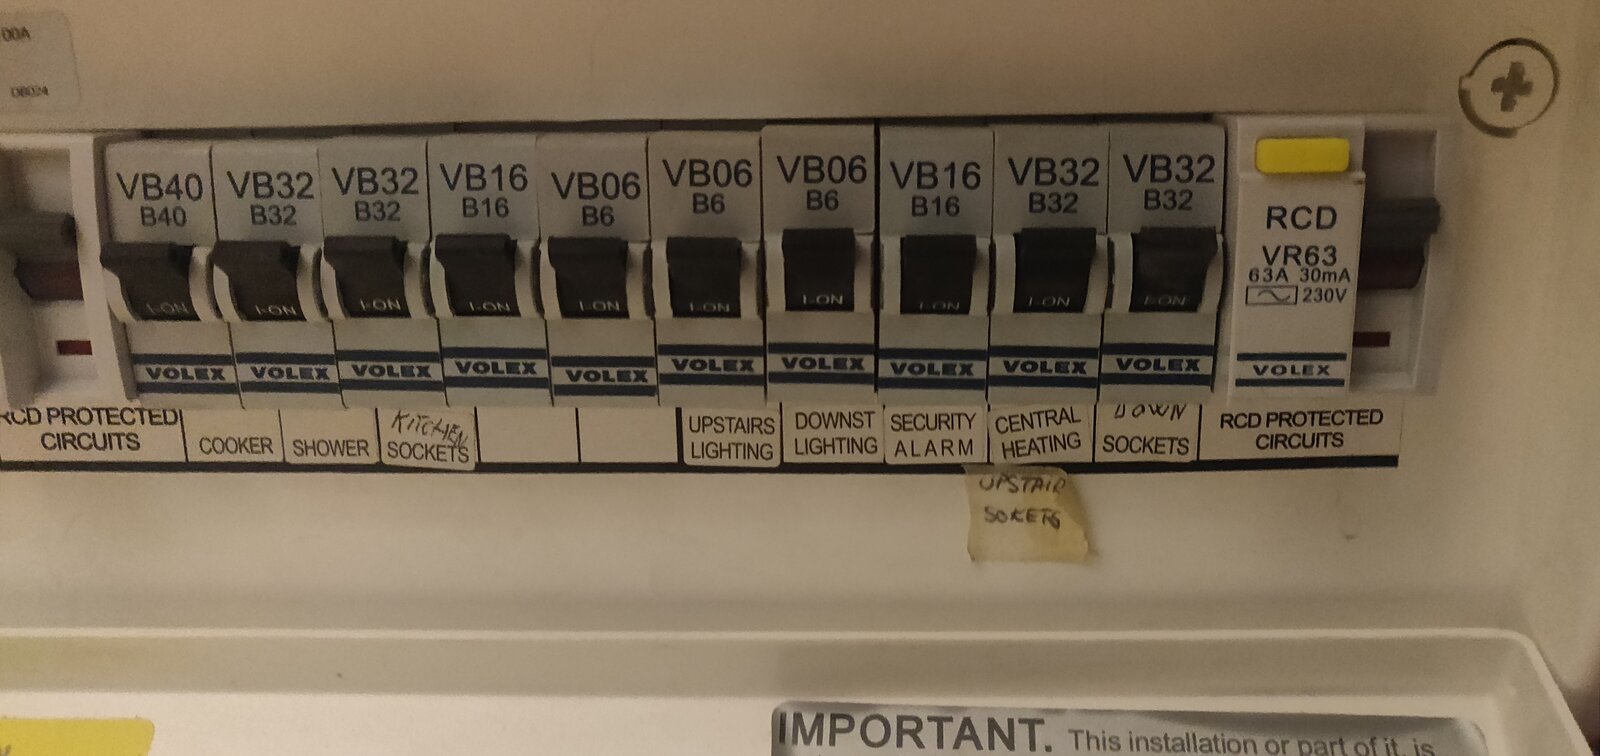 00A
DB024
VB40
B40
VB32
B32
VB32
B32
VB16
B16
VB06
B6
VB06
B6
VB06
B6
VB16
B16
VB32
B32
VB32
B32
RCD
VR63
63A 30mA
230V
I-ON
I-ON
I-ON
I-ON
I-ON
I-ON
I-ON
I-ON
I-ON
I-ON
VOLEX
VOLEX
VOLEX
VOLEX
VOLEX
VOLEX
VOLEX
VOLEX
VOLEX
VOLEX
VOLEX
RCD PROTECTED
CIRCUITS
COOKER
SHOWER
KITCHEN
SOCKETS
UPSTAIRS
LIGHTING
DOWNST
LIGHTING
SECURITY
ALARM
CENTRAL
HEATING
DOWN
SOCKETS
RCD PROTECTED
CIRCUITS
UPSTAIR
SOKETS
IMPORTANT. This installation or part of it, is